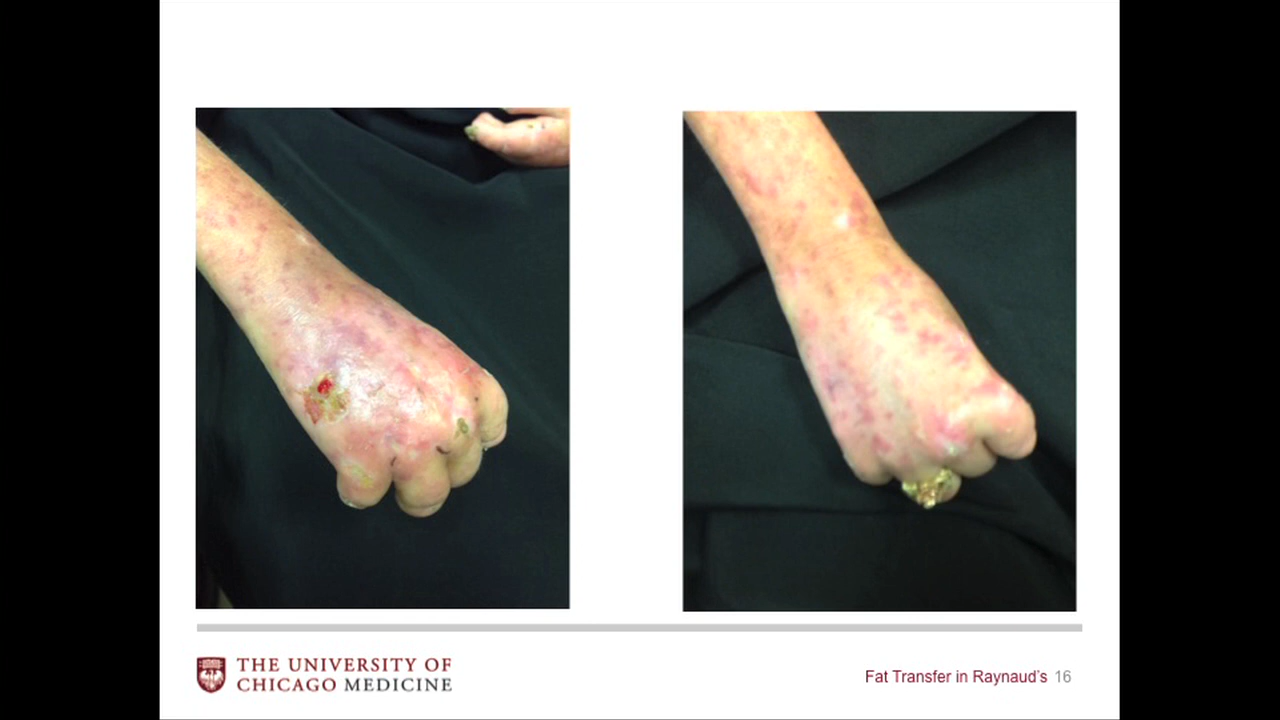 THE UNIVERSITY OF
CHICAGO MEDICINE
Fat Transfer in Raynaud's 16